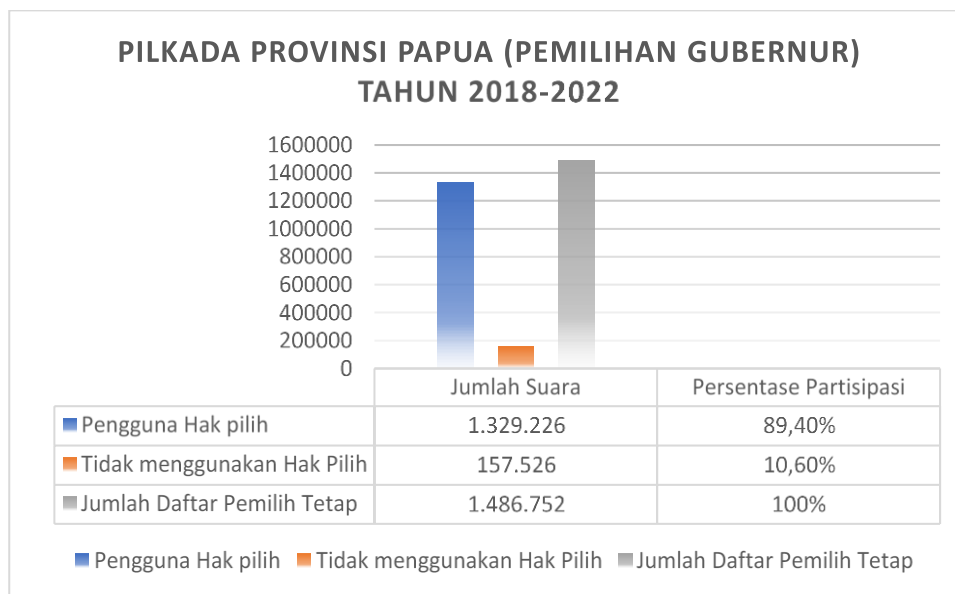 PILKADA PROVINSI PAPUA (PEMILIHAN GUBERNUR)
TAHUN 2018-2022
1600000
1400000
1200000
1000000
800000
600000
400000
200000
0
Jumlah Suara Persentase Partisipasi
Pengguna Hak pilih 1.329.226 89,40%
Tidak menggunakan Hak Pilih 157.526 10,60%
Jumlah Daftar Pemilih Tetap 1.486.752 100%
Pengguna Hak pilih Tidak menggunakan Hak Pilih Jumlah Daftar Pemilih Tetap